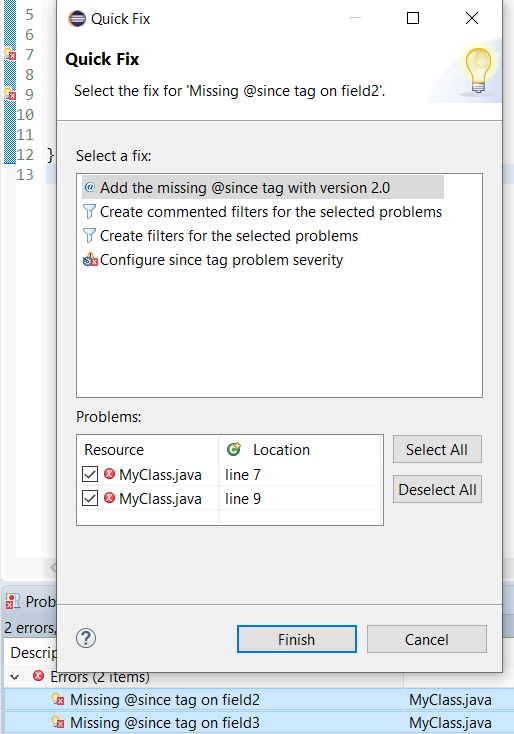 Quick Fix
Quick Fix
Select the fix for 'Missing @since tag on field2'.
5
6
7
8
9
10
11
12 }
13
Select a fix:
@ Add the missing @since tag with version 2.0
Create commented filters for the selected problems
Create filters for the selected problems
Configure since tag problem severity
Problems:
Resource Location
MyClass.java line 7
MyClass.java line 9
Select All
Deselect All
? Finish Cancel
2 errors,
Errors (2 items)
Missing @since tag on field2 MyClass.java
Missing @since tag on field3 MyClass.java